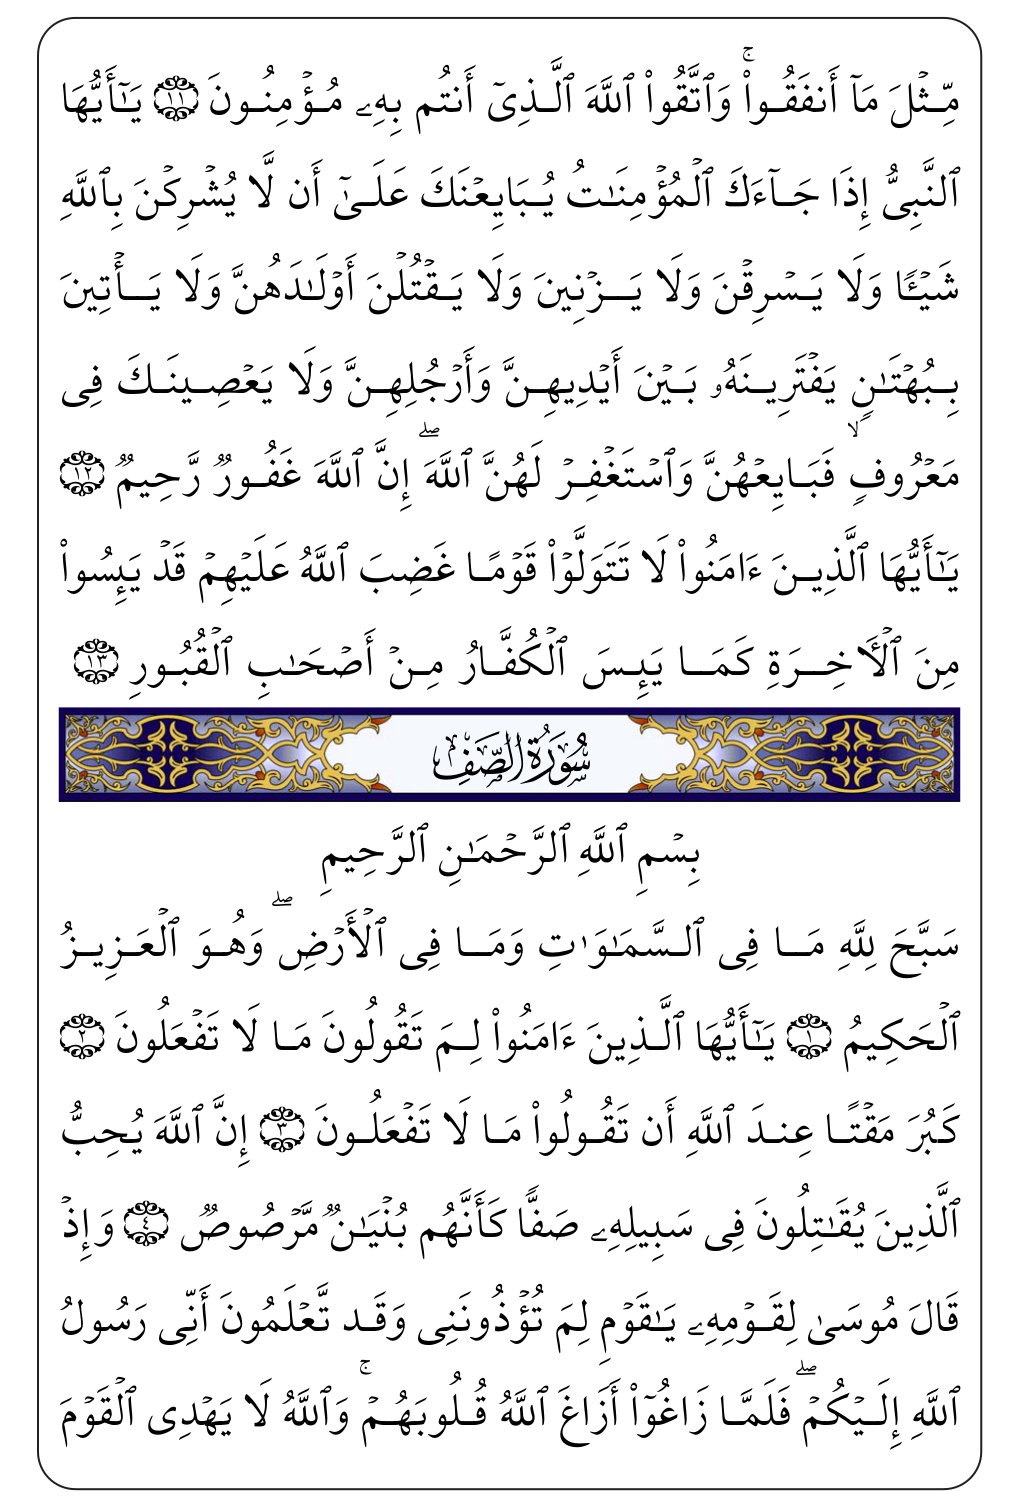 مِّثۡلَ مَآ أَنفَقُواْۚ وَٱتَّقُواْ ٱللَّهَ ٱلَّذِيٓ أَنتُم بِهِۦ مُؤۡمِنُونَ ١١ يَٰٓأَيُّهَا
ٱلنَّبِيُّ إِذَا جَآءَكَ ٱلۡمُؤۡمِنَٰتُ يُبَايِعۡنَكَ عَلَىٰٓ أَن لَّا يُشۡرِكۡنَ بِٱللَّهِ
شَيۡـٔٗا وَلَا يَسۡرِقۡنَ وَلَا يَزۡنِينَ وَلَا يَقۡتُلۡنَ أَوۡلَٰدَهُنَّ وَلَا يَأۡتِينَ
بِبُهۡتَٰنٖ يَفۡتَرِينَهُۥ بَيۡنَ أَيۡدِيهِنَّ وَأَرۡجُلِهِنَّ وَلَا يَعۡصِينَكَ فِي
مَعۡرُوفٖۙ فَبَايِعۡهُنَّ وَٱسۡتَغۡفِرۡ لَهُنَّ ٱللَّهَۖ إِنَّ ٱللَّهَ غَفُورٞ رَّحِيمٞ ١٢
يَٰٓأَيُّهَا ٱلَّذِينَ ءَامَنُواْ لَا تَتَوَلَّوۡاْ قَوۡمًا غَضِبَ ٱللَّهُ عَلَيۡهِمۡ قَدۡ يَئِسُواْ
مِنَ ٱلۡأٓخِرَةِ كَمَا يَئِسَ ٱلۡكُفَّارُ مِنۡ أَصۡحَٰبِ ٱلۡقُبُورِ ١٣
سُورَةُ الصَّفِّ
بِسۡمِ ٱللَّهِ ٱلرَّحۡمَٰنِ ٱلرَّحِيمِ
سَبَّحَ لِلَّهِ مَا فِي ٱلسَّمَٰوَٰتِ وَمَا فِي ٱلۡأَرۡضِۖ وَهُوَ ٱلۡعَزِيزُ
ٱلۡحَكِيمُ ١ يَٰٓأَيُّهَا ٱلَّذِينَ ءَامَنُواْ لِمَ تَقُولُونَ مَا لَا تَفۡعَلُونَ ٢
كَبُرَ مَقۡتًا عِندَ ٱللَّهِ أَن تَقُولُواْ مَا لَا تَفۡعَلُونَ ٣ إِنَّ ٱللَّهَ يُحِبُّ
ٱلَّذِينَ يُقَٰتِلُونَ فِي سَبِيلِهِۦ صَفّٗا كَأَنَّهُم بُنۡيَٰنٞ مَّرۡصُوصٞ ٤ وَإِذۡ
قَالَ مُوسَىٰ لِقَوۡمِهِۦ يَٰقَوۡمِ لِمَ تُؤۡذُونَنِي وَقَد تَّعۡلَمُونَ أَنِّي رَسُولُ
ٱللَّهِ إِلَيۡكُمۡۖ فَلَمَّا زَاغُوٓاْ أَزَاغَ ٱللَّهُ قُلُوبَهُمۡۚ وَٱللَّهُ لَا يَهۡدِي ٱلۡقَوۡمَ